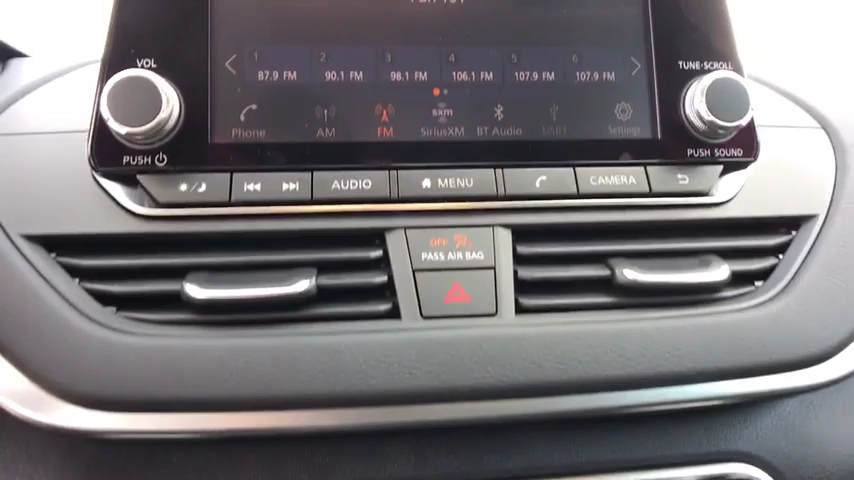 VOL
TUNE·SCROLL
1 2 3 4 5 6
87.9 FM 90.1 FM 98.1 FM 106.1 FM 107.9 FM 107.9 FM
sxm
Phone AM FM SiriusXM BT Audio USB1 Settings
PUSH
PUSH SOUND
AUDIO MENU CAMERA
OFF
PASS AIR BAG